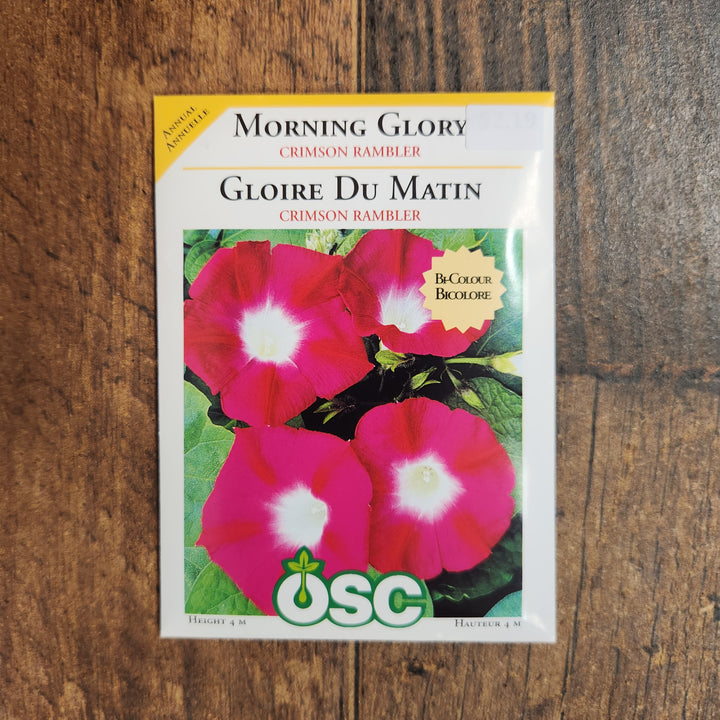 Annual
Annuelle
Morning Glory
CRIMSON RAMBLER
Gloire Du Matin
CRIMSON RAMBLER
Bi-Colour
Bicolore
OSC
Height 4 m
Hauteur 4 m